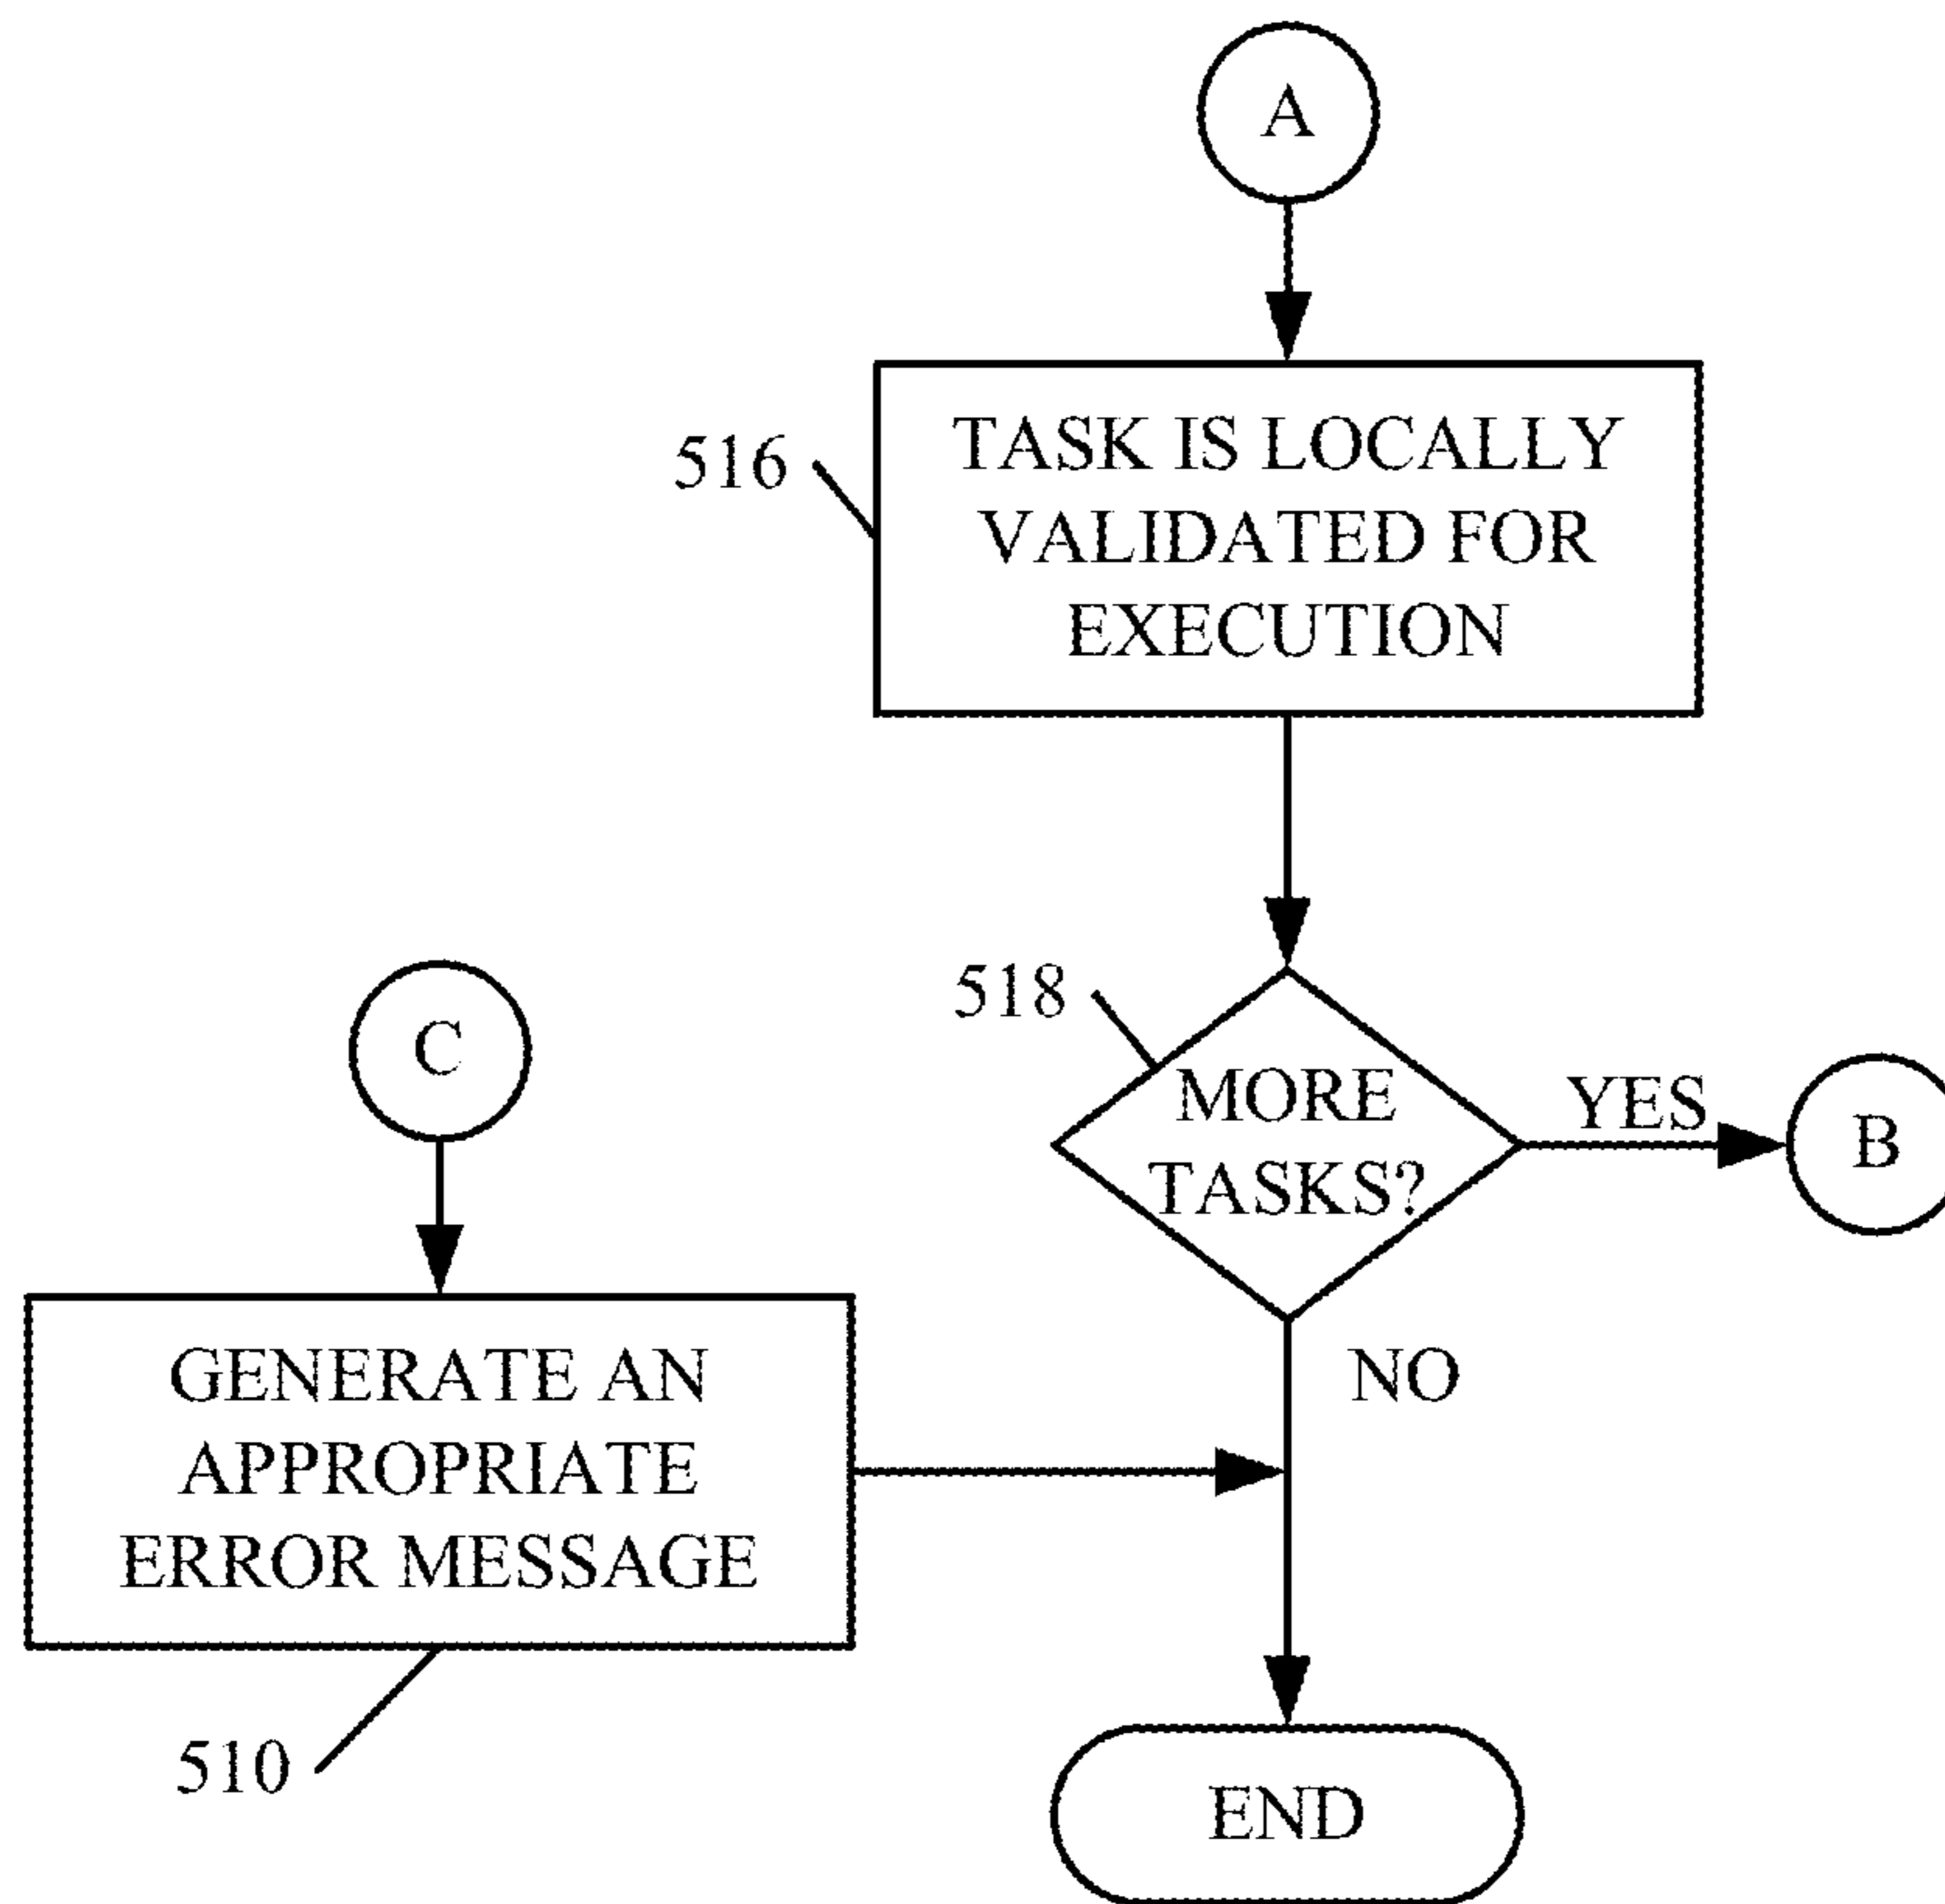 A
516
TASK IS LOCALLY
VALIDATED FOR
EXECUTION
518
MORE
TASKS?
YES
B
NO
C
GENERATE AN
APPROPRIATE
ERROR MESSAGE
510
END